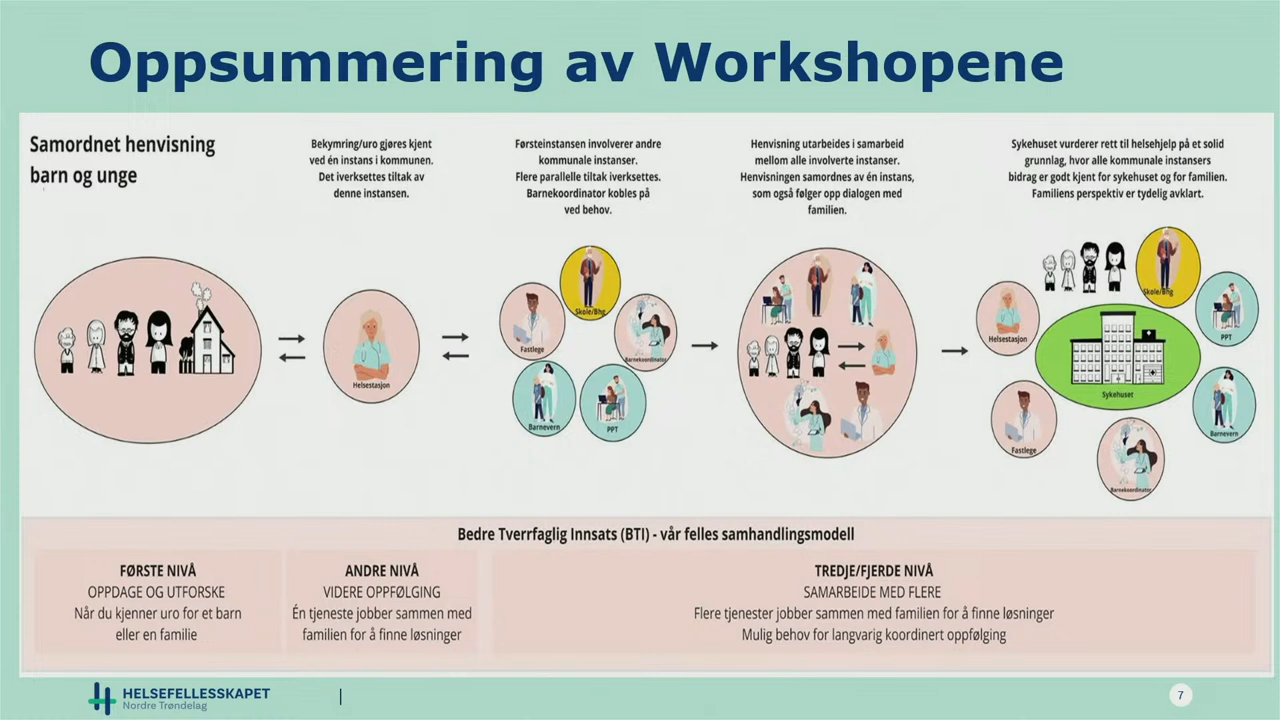 Oppsummering av Workshopene
Samordnet henvisning
barn og unge
Bekymring/uro gjøres kjent
ved én instans i kommunen.
Det iverksettes tiltak av
denne instansen.
Førsteinstansen involverer andre
kommunale instanser.
Flere parallelle tiltak iverksettes.
Barnekoordinator kobles på
ved behov.
Henvisning utarbeides i samarbeid
mellom alle involverte instanser.
Henvisningen samordnes av én instans,
som også følger opp dialogen med
familien.
Sykehuset vurderer rett til helsehjelp på et solid
grunnlag, hvor alle kommunale instansers
bidrag er godt kjent for sykehuset og for familien.
Familiens perspektiv er tydelig avklart.
Helsestasjon
Skole/Bhg
Fastlege
Barnekoordinator
Barnevern
PPT
Skole/Bhg
Helsestasjon
PPT
Sykehuset
Barnevern
Fastlege
Barnekoordinator
Bedre Tverrfaglig Innsats (BTI) - vår felles samhandlingsmodell
FØRSTE NIVÅ
OPPDAGE OG UTFORSKE
Når du kjenner uro for et barn
eller en familie
ANDRE NIVÅ
VIDERE OPPFØLGING
Én tjeneste jobber sammen med
familien for å finne løsninger
TREDJE/FJERDE NIVÅ
SAMARBEIDE MED FLERE
Flere tjenester jobber sammen med familien for å finne løsninger
Mulig behov for langvarig koordinert oppfølging
HELSEFELLESSKAPET
Nordre Trøndelag
7